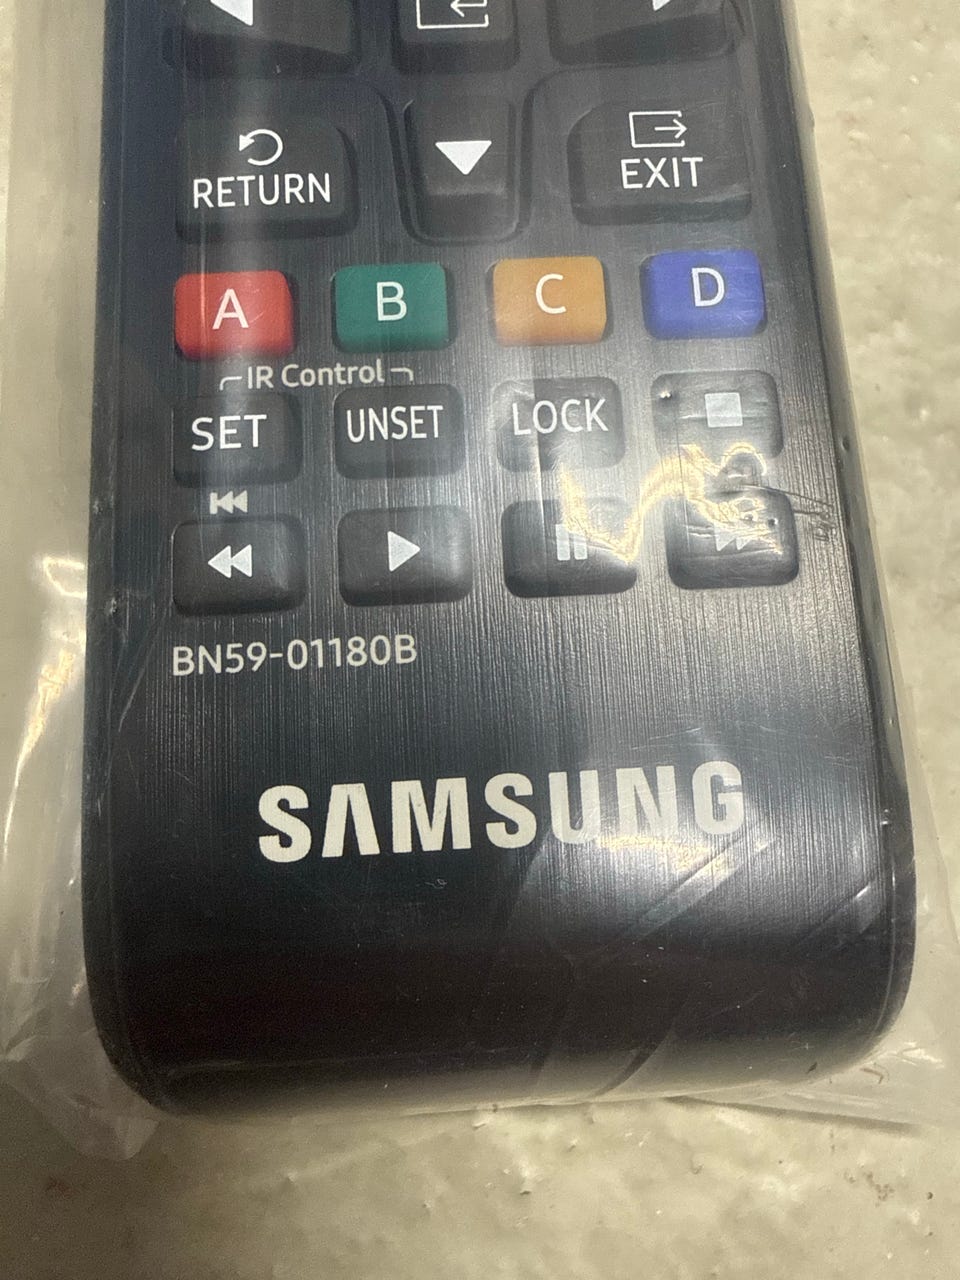 RETURN
EXIT
A B C D
IR Control
SET UNSET LOCK
BN59-01180B
SAMSUNG